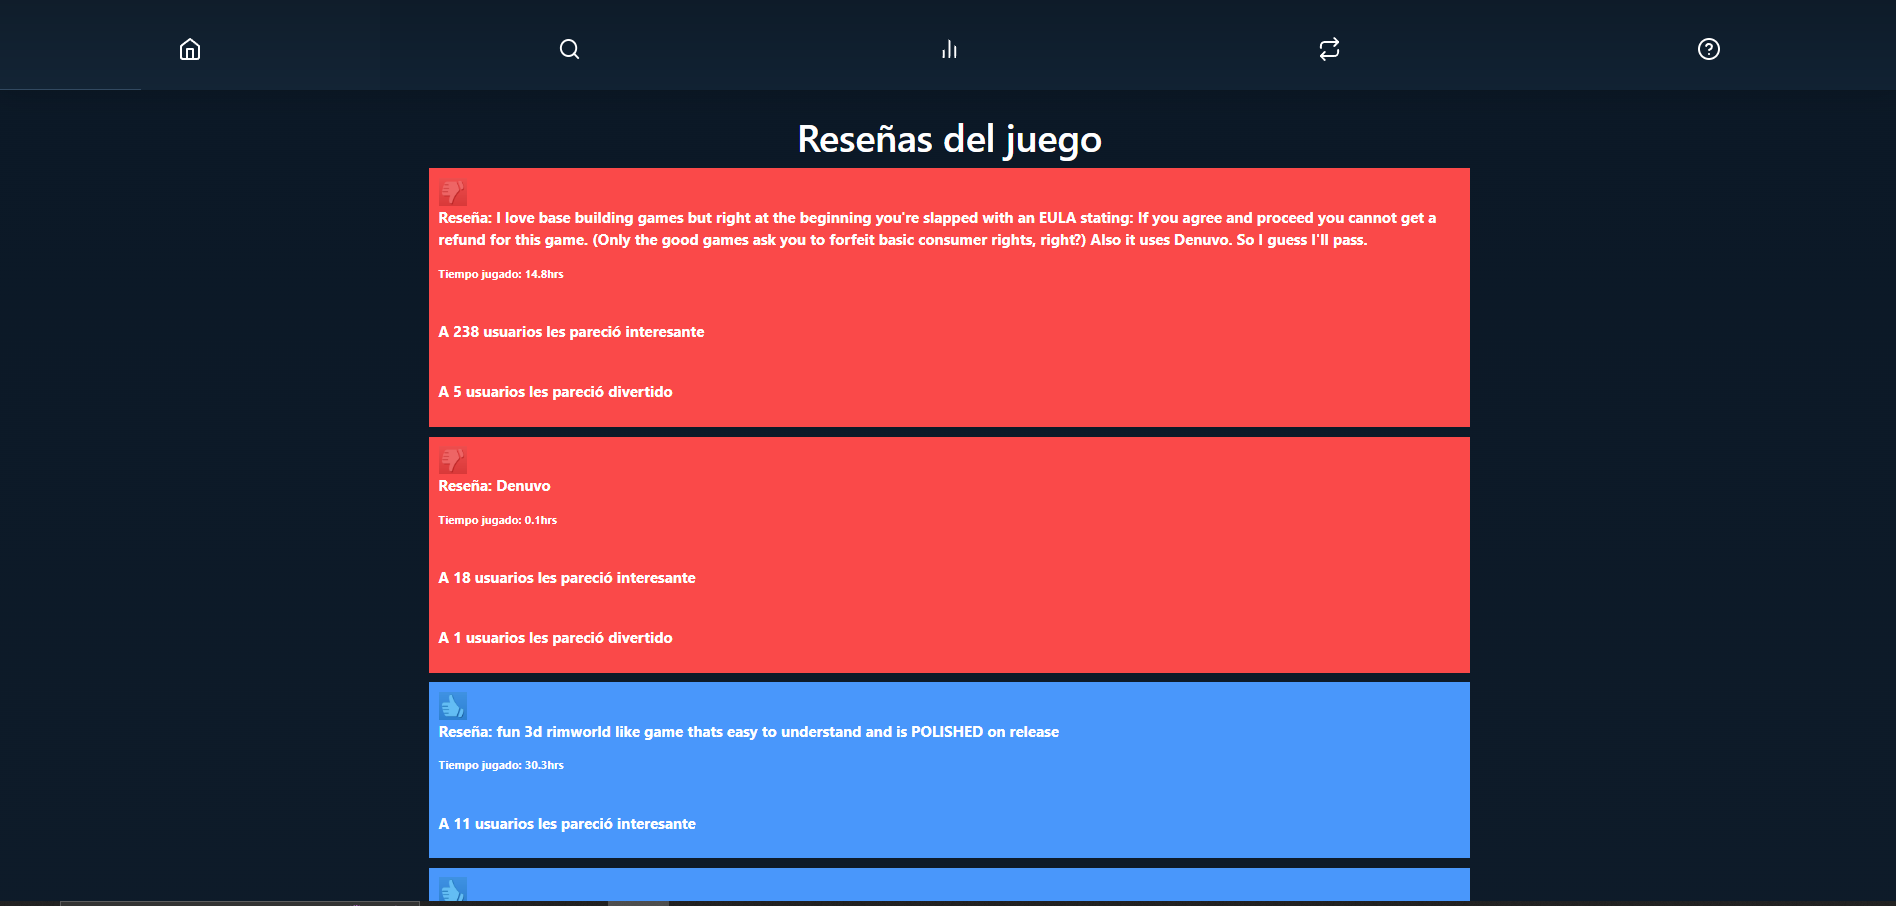 Reseñas del juego
Reseña: I love base building games but right at the beginning you're slapped with an EULA stating: If you agree and proceed you cannot get a
refund for this game. (Only the good games ask you to forfeit basic consumer rights, right?) Also it uses Denuvo. So I guess I'll pass.
Tiempo jugado: 14.8hrs
A 238 usuarios les pareció interesante
A 5 usuarios les pareció divertido
Reseña: Denuvo
Tiempo jugado: 0.1hrs
A 18 usuarios les pareció interesante
A 1 usuarios les pareció divertido
Reseña: fun 3d rimworld like game thats easy to understand and is POLISHED on release
Tiempo jugado: 30.3hrs
A 11 usuarios les pareció interesante